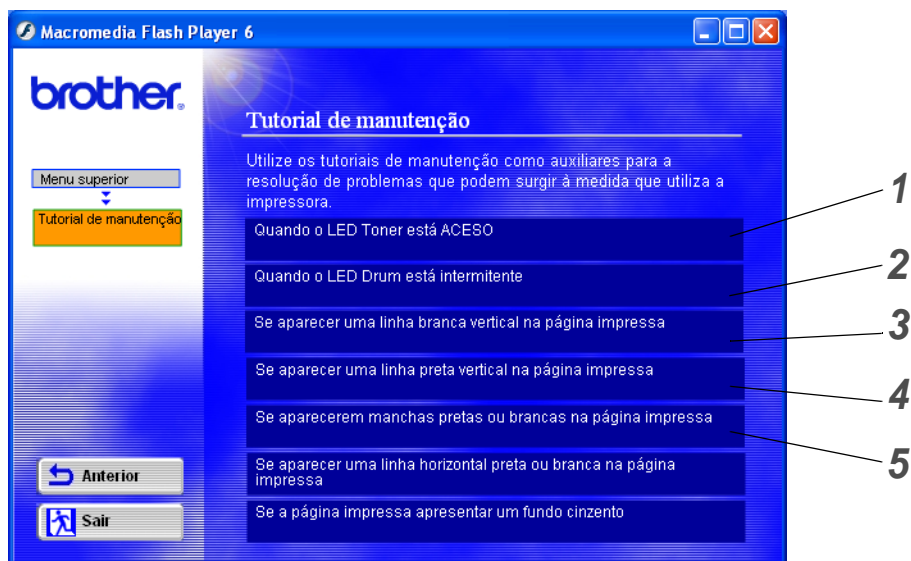 Macromedia Flash Player 6
brother.
Tutorial de manutenção
Utilize os tutoriais de manutenção como auxiliares para a
resolução de problemas que podem surgir à medida que utiliza a
impressora.
Menu superior
Tutorial de manutenção
Quando o LED Toner está ACESO
Quando o LED Drum está intermitente
Se aparecer uma linha branca vertical na página impressa
Se aparecer uma linha preta vertical na página impressa
Se aparecerem manchas pretas ou brancas na página impressa
Se aparecer uma linha horizontal preta ou branca na página
impressa
Se a página impressa apresentar um fundo cinzento
Anterior
Sair
1
2
3
4
5